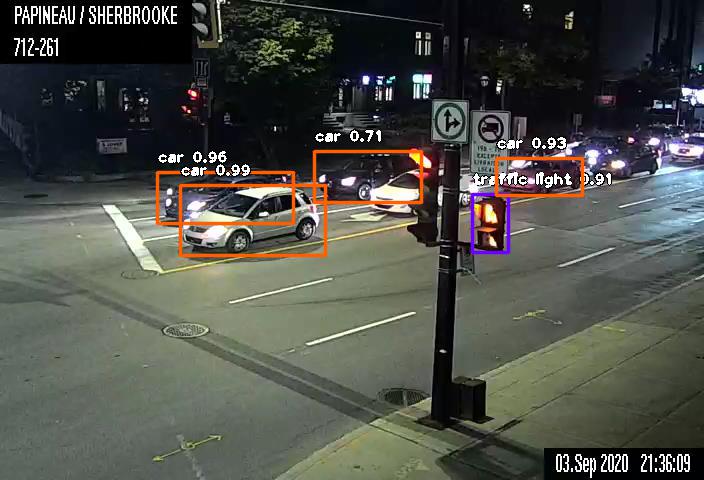 PAPINEAU / SHERBROOKE
712-261
car 0.96
car 0.99
car 0.71
car 0.93
traffic light 0.91
03.Sep 2020 21:36:09